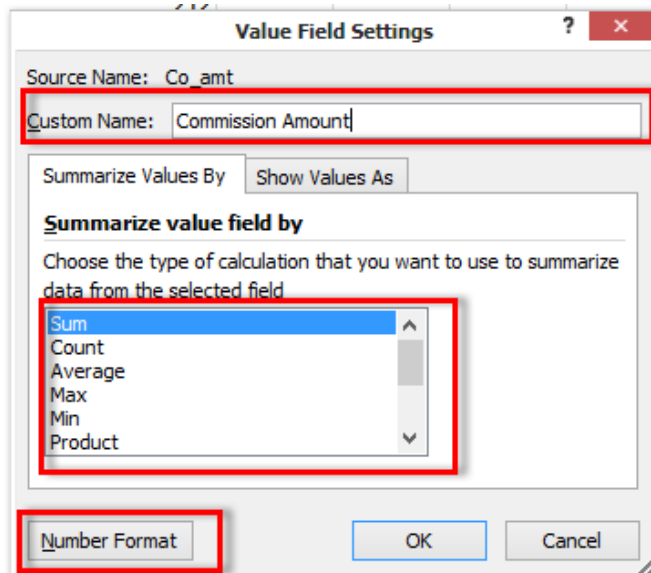 Value Field Settings ? ×
Source Name: Co_amt
Custom Name: Commission Amount
Summarize Values By Show Values As
Summarize value field by
Choose the type of calculation that you want to use to summarize
data from the selected field
Sum
Count
Average
Max
Min
Product
Number Format OK Cancel